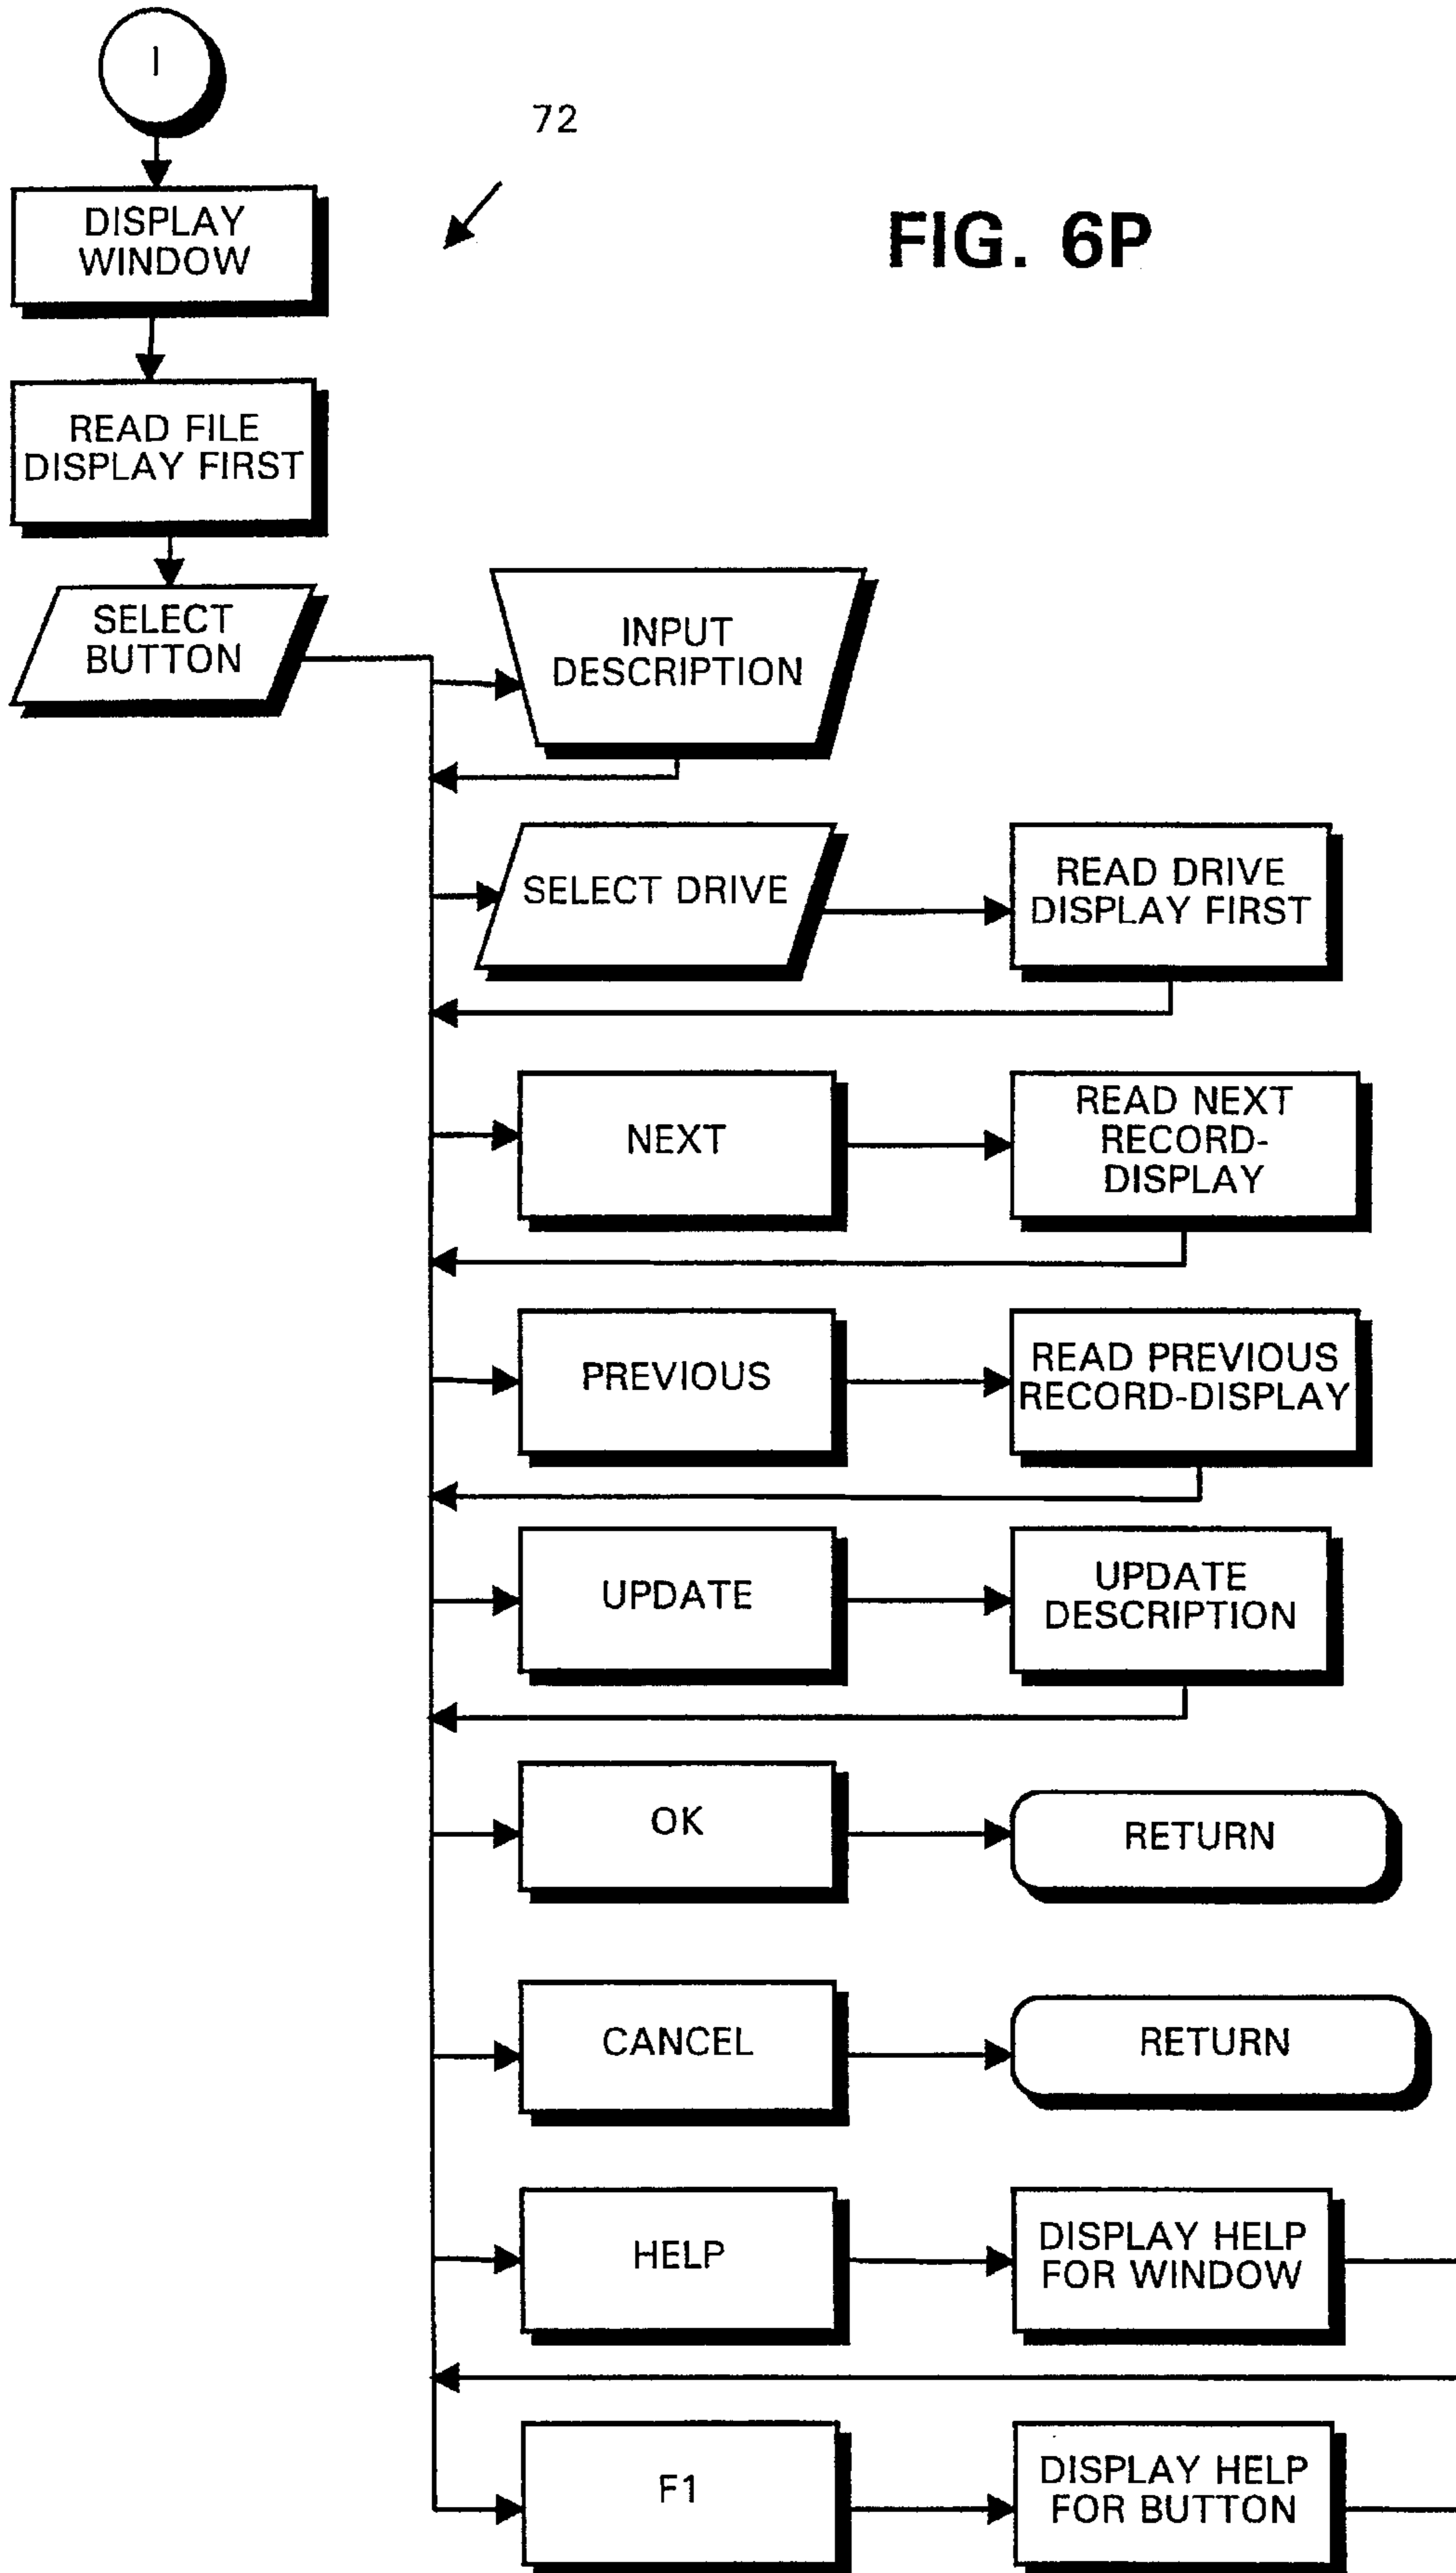 I
72
FIG. 6P
DISPLAY
WINDOW
READ FILE
DISPLAY FIRST
SELECT
BUTTON
INPUT
DESCRIPTION
SELECT DRIVE
READ DRIVE
DISPLAY FIRST
NEXT
READ NEXT
RECORD-
DISPLAY
PREVIOUS
READ PREVIOUS
RECORD-DISPLAY
UPDATE
UPDATE
DESCRIPTION
OK
RETURN
CANCEL
RETURN
HELP
DISPLAY HELP
FOR WINDOW
F1
DISPLAY HELP
FOR BUTTON